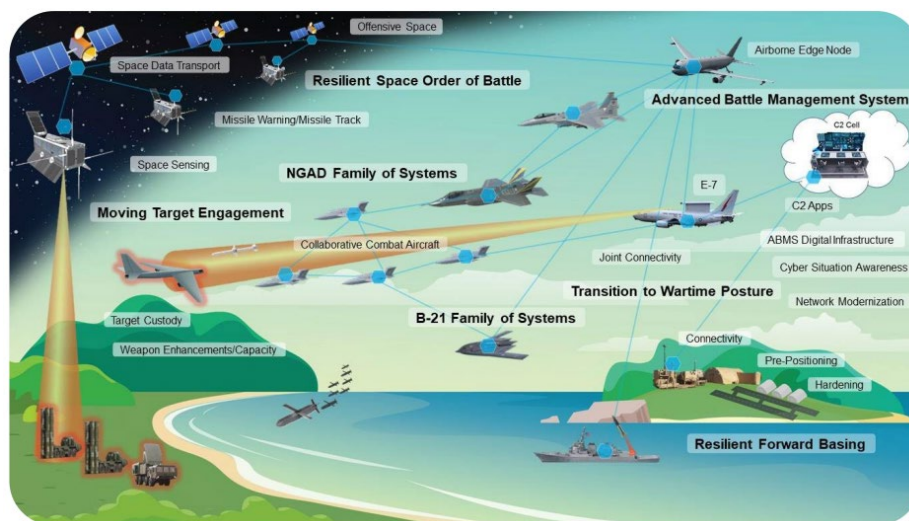 Offensive Space
Airborne Edge Node
Space Data Transport
Resilient Space Order of Battle
Advanced Battle Management System
Missile Warning/Missile Track
C2 Cell
Space Sensing
NGAD Family of Systems
E-7
C2 Apps
Moving Target Engagement
Collaborative Combat Aircraft
ABMS Digital Infrastructure
Joint Connectivity
Cyber Situation Awareness
Transition to Wartime Posture
Network Modernization
Target Custody
B-21 Family of Systems
Connectivity
Weapon Enhancements/Capacity
Pre-Positioning
Hardening
Resilient Forward Basing